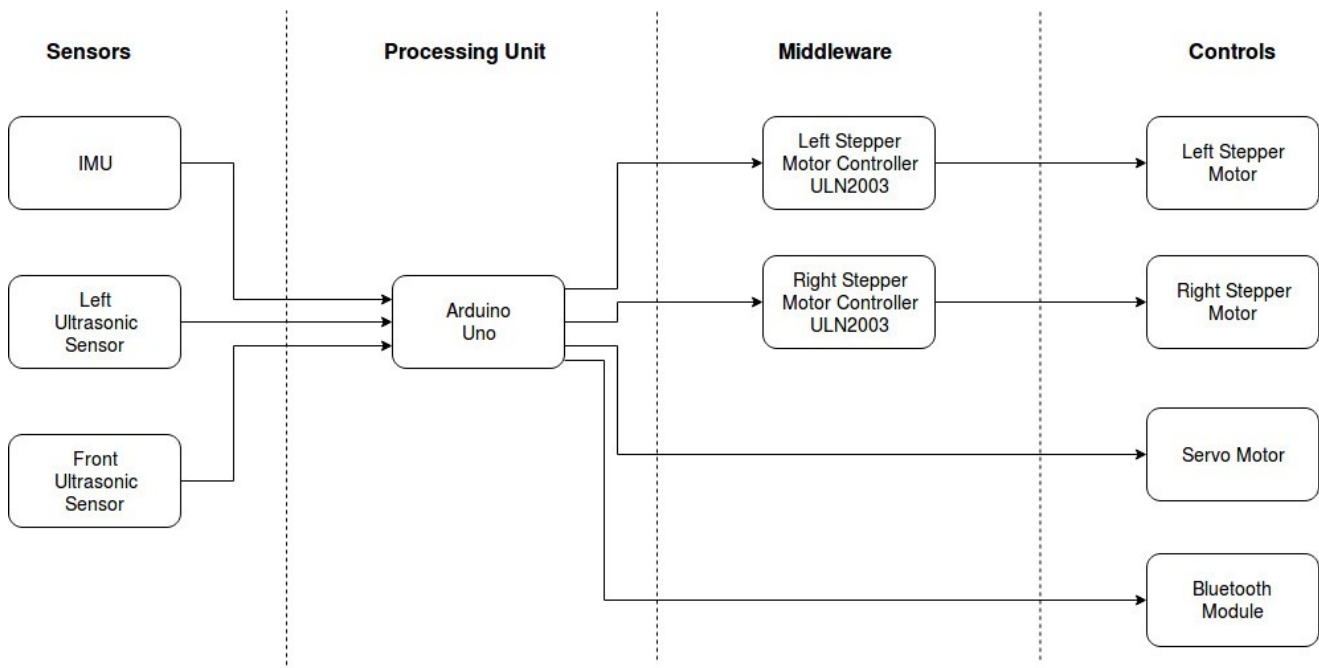 Sensors
Processing Unit
Middleware
Controls
IMU
Left
Ultrasonic
Sensor
Front
Ultrasonic
Sensor
Arduino
Uno
Left Stepper
Motor Controller
ULN2003
Right Stepper
Motor Controller
ULN2003
Left Stepper
Motor
Right Stepper
Motor
Servo Motor
Bluetooth
Module